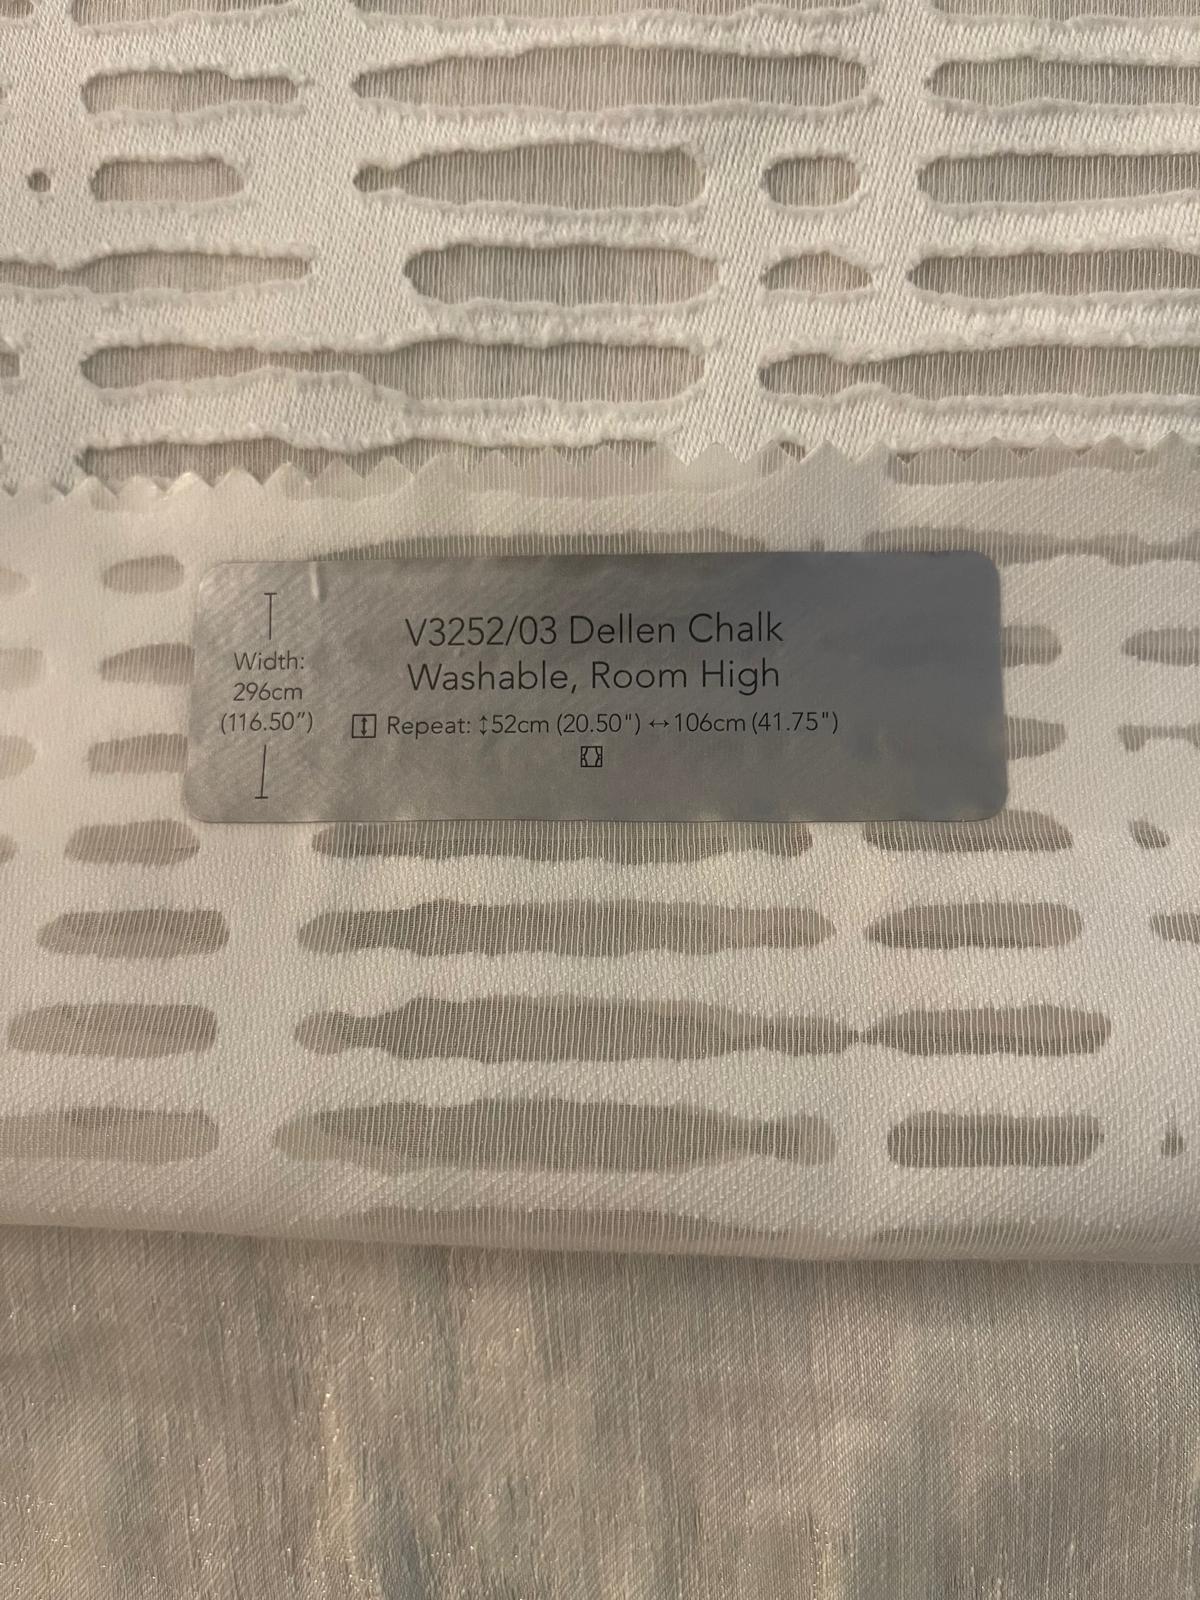 V3252/03 Dellen Chalk
Washable, Room High
Repeat: ↕52cm (20.50") ↔106cm (41.75")
Width:
296cm
(116.50")